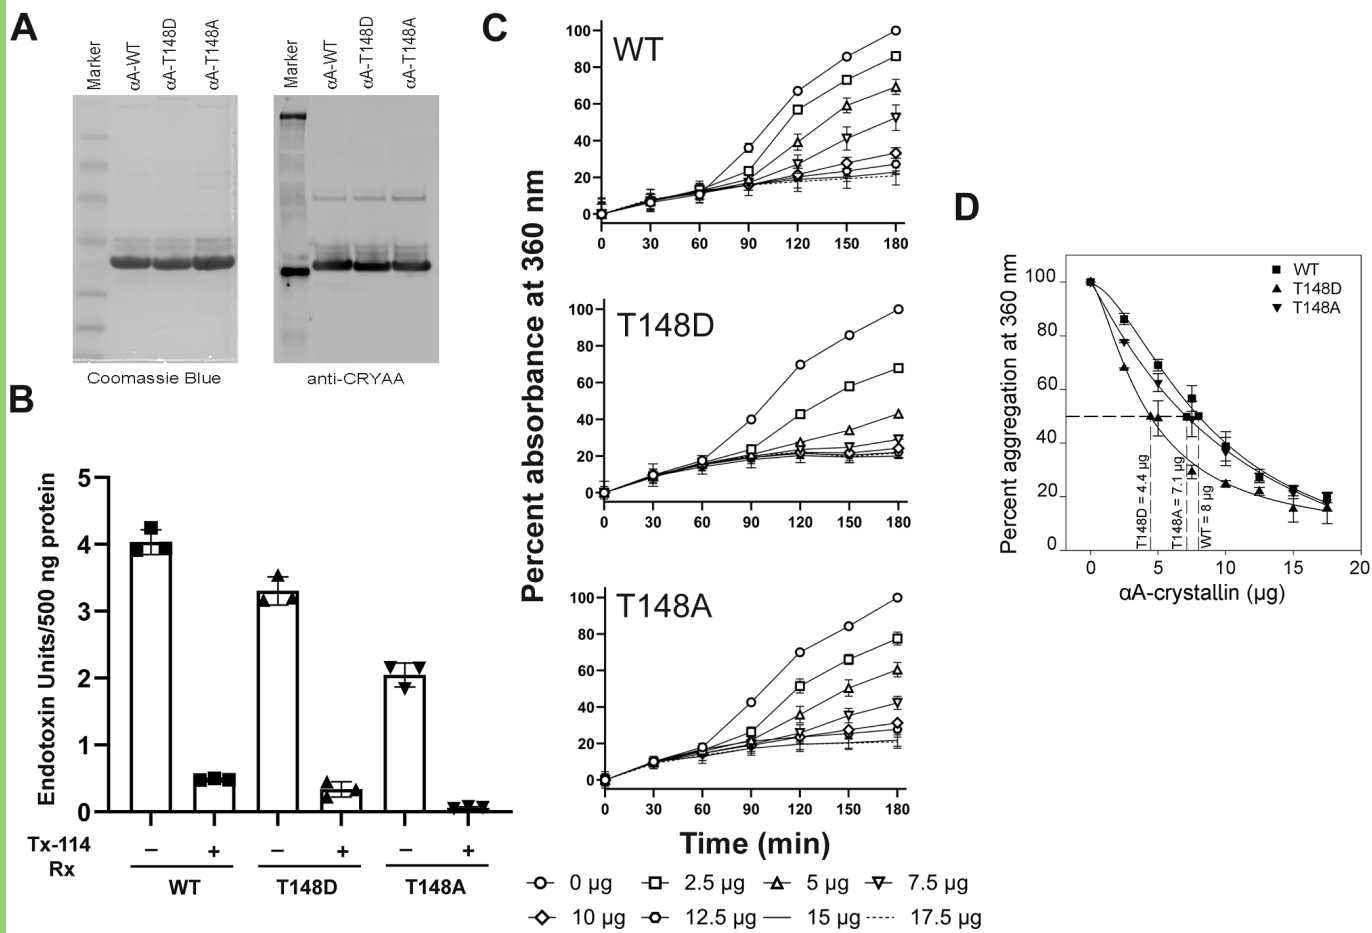 A
Marker
αA-WT
αA-T148D
αA-T148A
Marker
αA-WT
αA-T148D
αA-T148A
Coomassie Blue
anti-CRYAA
B
Endotoxin Units/500 ng protein
5
4
3
2
1
0
Tx-114
Rx
– + – + – +
WT T148D T148A
C
Percent absorbance at 360 nm
WT
100
80
60
40
20
0
0 30 60 90 120 150 180
T148D
100
80
60
40
20
0
0 30 60 90 120 150 180
T148A
100
80
60
40
20
0
0 30 60 90 120 150 180
Time (min)
0 µg 2.5 µg 5 µg 7.5 µg
10 µg 12.5 µg 15 µg 17.5 µg
D
Percent aggregation at 360 nm
100
80
60
40
20
0
WT
T148D
T148A
T148D = 4.4 µg
T148A = 7.1 µg
WT = 8 µg
0 5 10 15 20
αA-crystallin (µg)